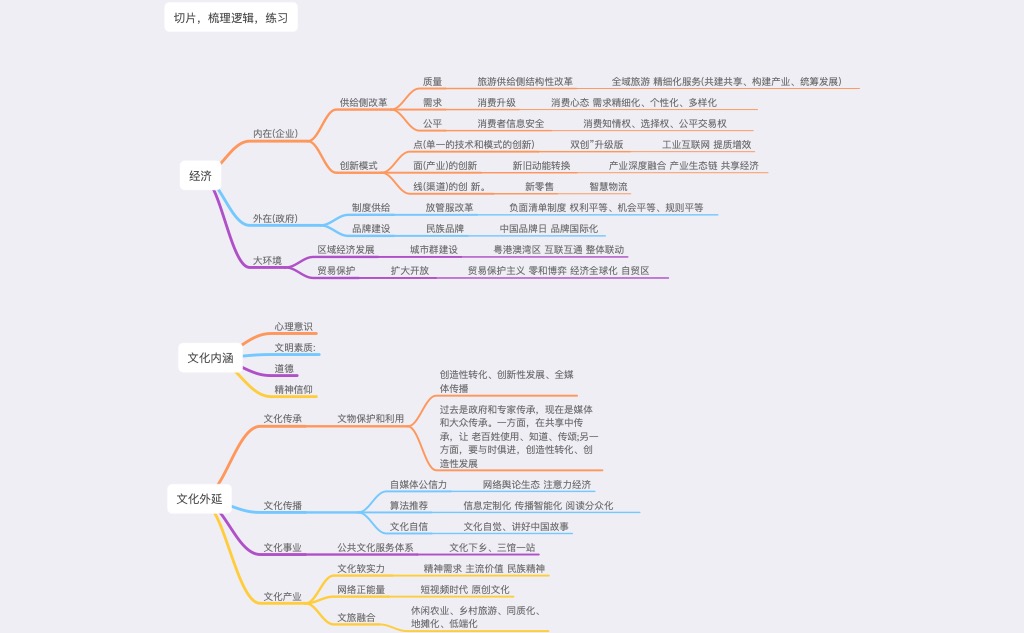 切片，梳理逻辑，练习
经济
内在(企业)
供给侧改革
质量
旅游供给侧结构性改革
全域旅游 精细化服务(共建共享、构建产业、统筹发展)
需求
消费升级
消费心态 需求精细化、个性化、多样化
公平
消费者信息安全
消费知情权、选择权、公平交易权
创新模式
点(单一的技术和模式的创新)
双创”升级版
工业互联网 提质增效
面(产业)的创新
新旧动能转换
产业深度融合 产业生态链 共享经济
线(渠道)的创 新。
新零售
智慧物流
外在(政府)
制度供给
放管服改革
负面清单制度 权利平等、机会平等、规则平等
品牌建设
民族品牌
中国品牌日 品牌国际化
大环境
区域经济发展
城市群建设
粤港澳湾区 互联互通 整体联动
贸易保护
扩大开放
贸易保护主义 零和博弈 经济全球化 自贸区
文化内涵
心理意识
文明素质:
道德
精神信仰
文化外延
文化传承
文物保护和利用
创造性转化、创新性发展、全媒
体传播
过去是政府和专家传承，现在是媒体
和大众传承。一方面，在共享中传
承，让 老百姓使用、知道、传颂;另一
方面，要与时俱进，创造性转化、创
造性发展
文化传播
自媒体公信力
网络舆论生态 注意力经济
算法推荐
信息定制化 传播智能化 阅读分众化
文化自信
文化自觉、讲好中国故事
文化事业
公共文化服务体系
文化下乡、三馆一站
文化产业
文化软实力
精神需求 主流价值 民族精神
网络正能量
短视频时代 原创文化
文旅融合
休闲农业、乡村旅游、同质化、
地摊化、低端化